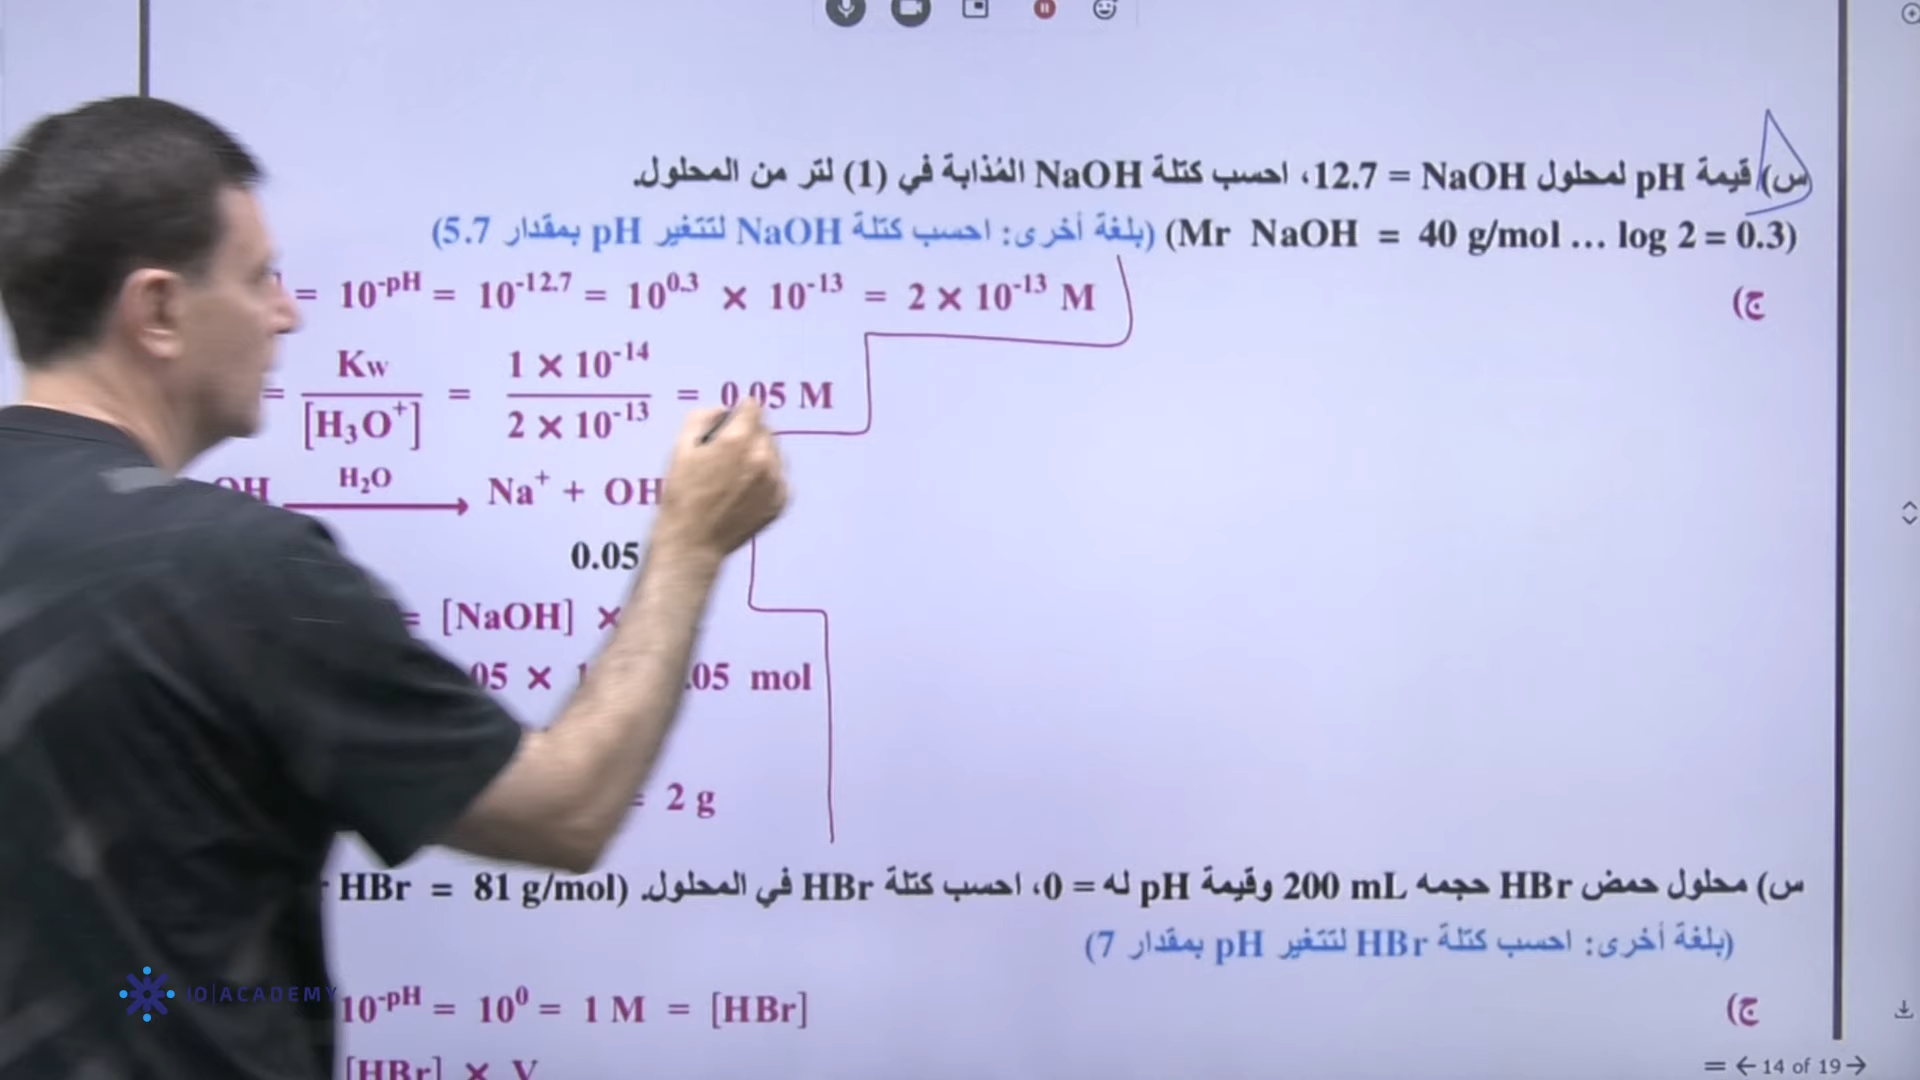 س) قيمة pH لمحلول NaOH = 12.7، احسب كتلة NaOH المُذابة في (1) لتر من المحلول.
(Mr NaOH = 40 g/mol ... log 2 = 0.3) (بلغة أخرى: احسب كتلة NaOH لتتغير pH بمقدار 5.7)
ج)
= 10⁻ᵖᴴ = 10⁻¹²·⁷ = 10⁰·³ × 10⁻¹³ = 2 × 10⁻¹³ M
= Kw / [H₃O⁺] = 1 × 10⁻¹⁴ / 2 × 10⁻¹³ = 0.05 M
OH H₂O → Na⁺ + OH
0.05
= [NaOH] ×
05 × 1 .05 mol
= 2 g
س) محلول حمض HBr حجمه 200 mL وقيمة pH له = 0، احسب كتلة HBr في المحلول. (HBr = 81 g/mol)
(بلغة أخرى: احسب كتلة HBr لتتغير pH بمقدار 7)
ج)
10⁻ᵖᴴ = 10⁰ = 1 M = [HBr]
[HBr] × V
IO|ACADEMY
= ← 14 of 19 →